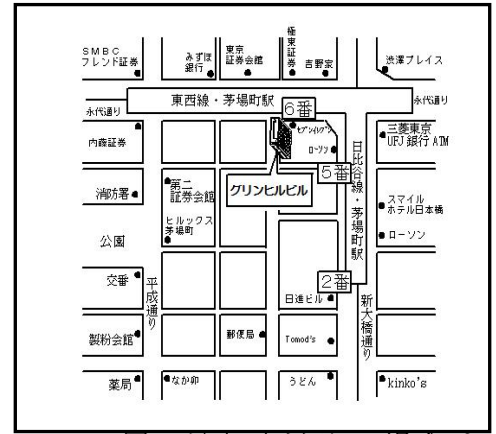 SMBC
フレンド証券
みずほ
銀行
東京
証券会館
極東証券
吉野家
渋澤プレイス
永代通り
東西線・茅場町駅
6番
永代通り
内藤証券
セブンイレブン
ローソン
三菱東京
UFJ銀行ATM
5番
日比谷線・茅場町駅
消防署
第二
証券会館
グリンヒルビル
スマイル
ホテル日本橋
ヒルックス
茅場町
ローソン
公園
交番
平成通り
2番
日進ビル
新大橋通り
製粉会館
郵便局
Tomod's
薬局
なか卯
うどん
kinko's